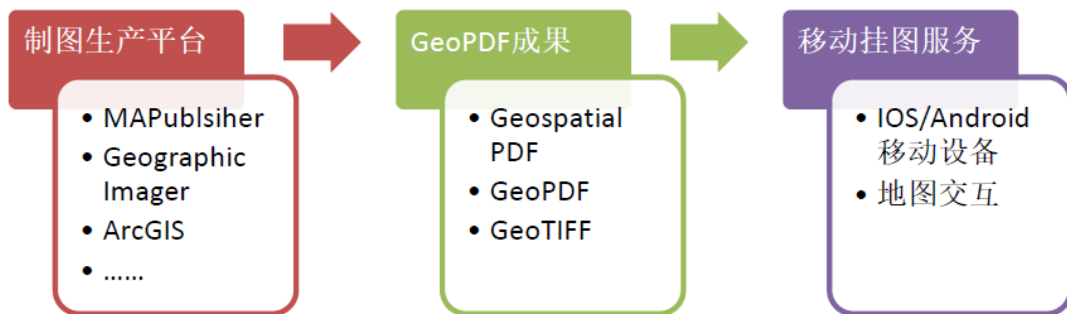 制图生产平台
• MAPublsiher
• Geographic
Imager
• ArcGIS
• ……
GeoPDF成果
• Geospatial
PDF
• GeoPDF
• GeoTIFF
移动挂图服务
• IOS/Android
移动设备
• 地图交互